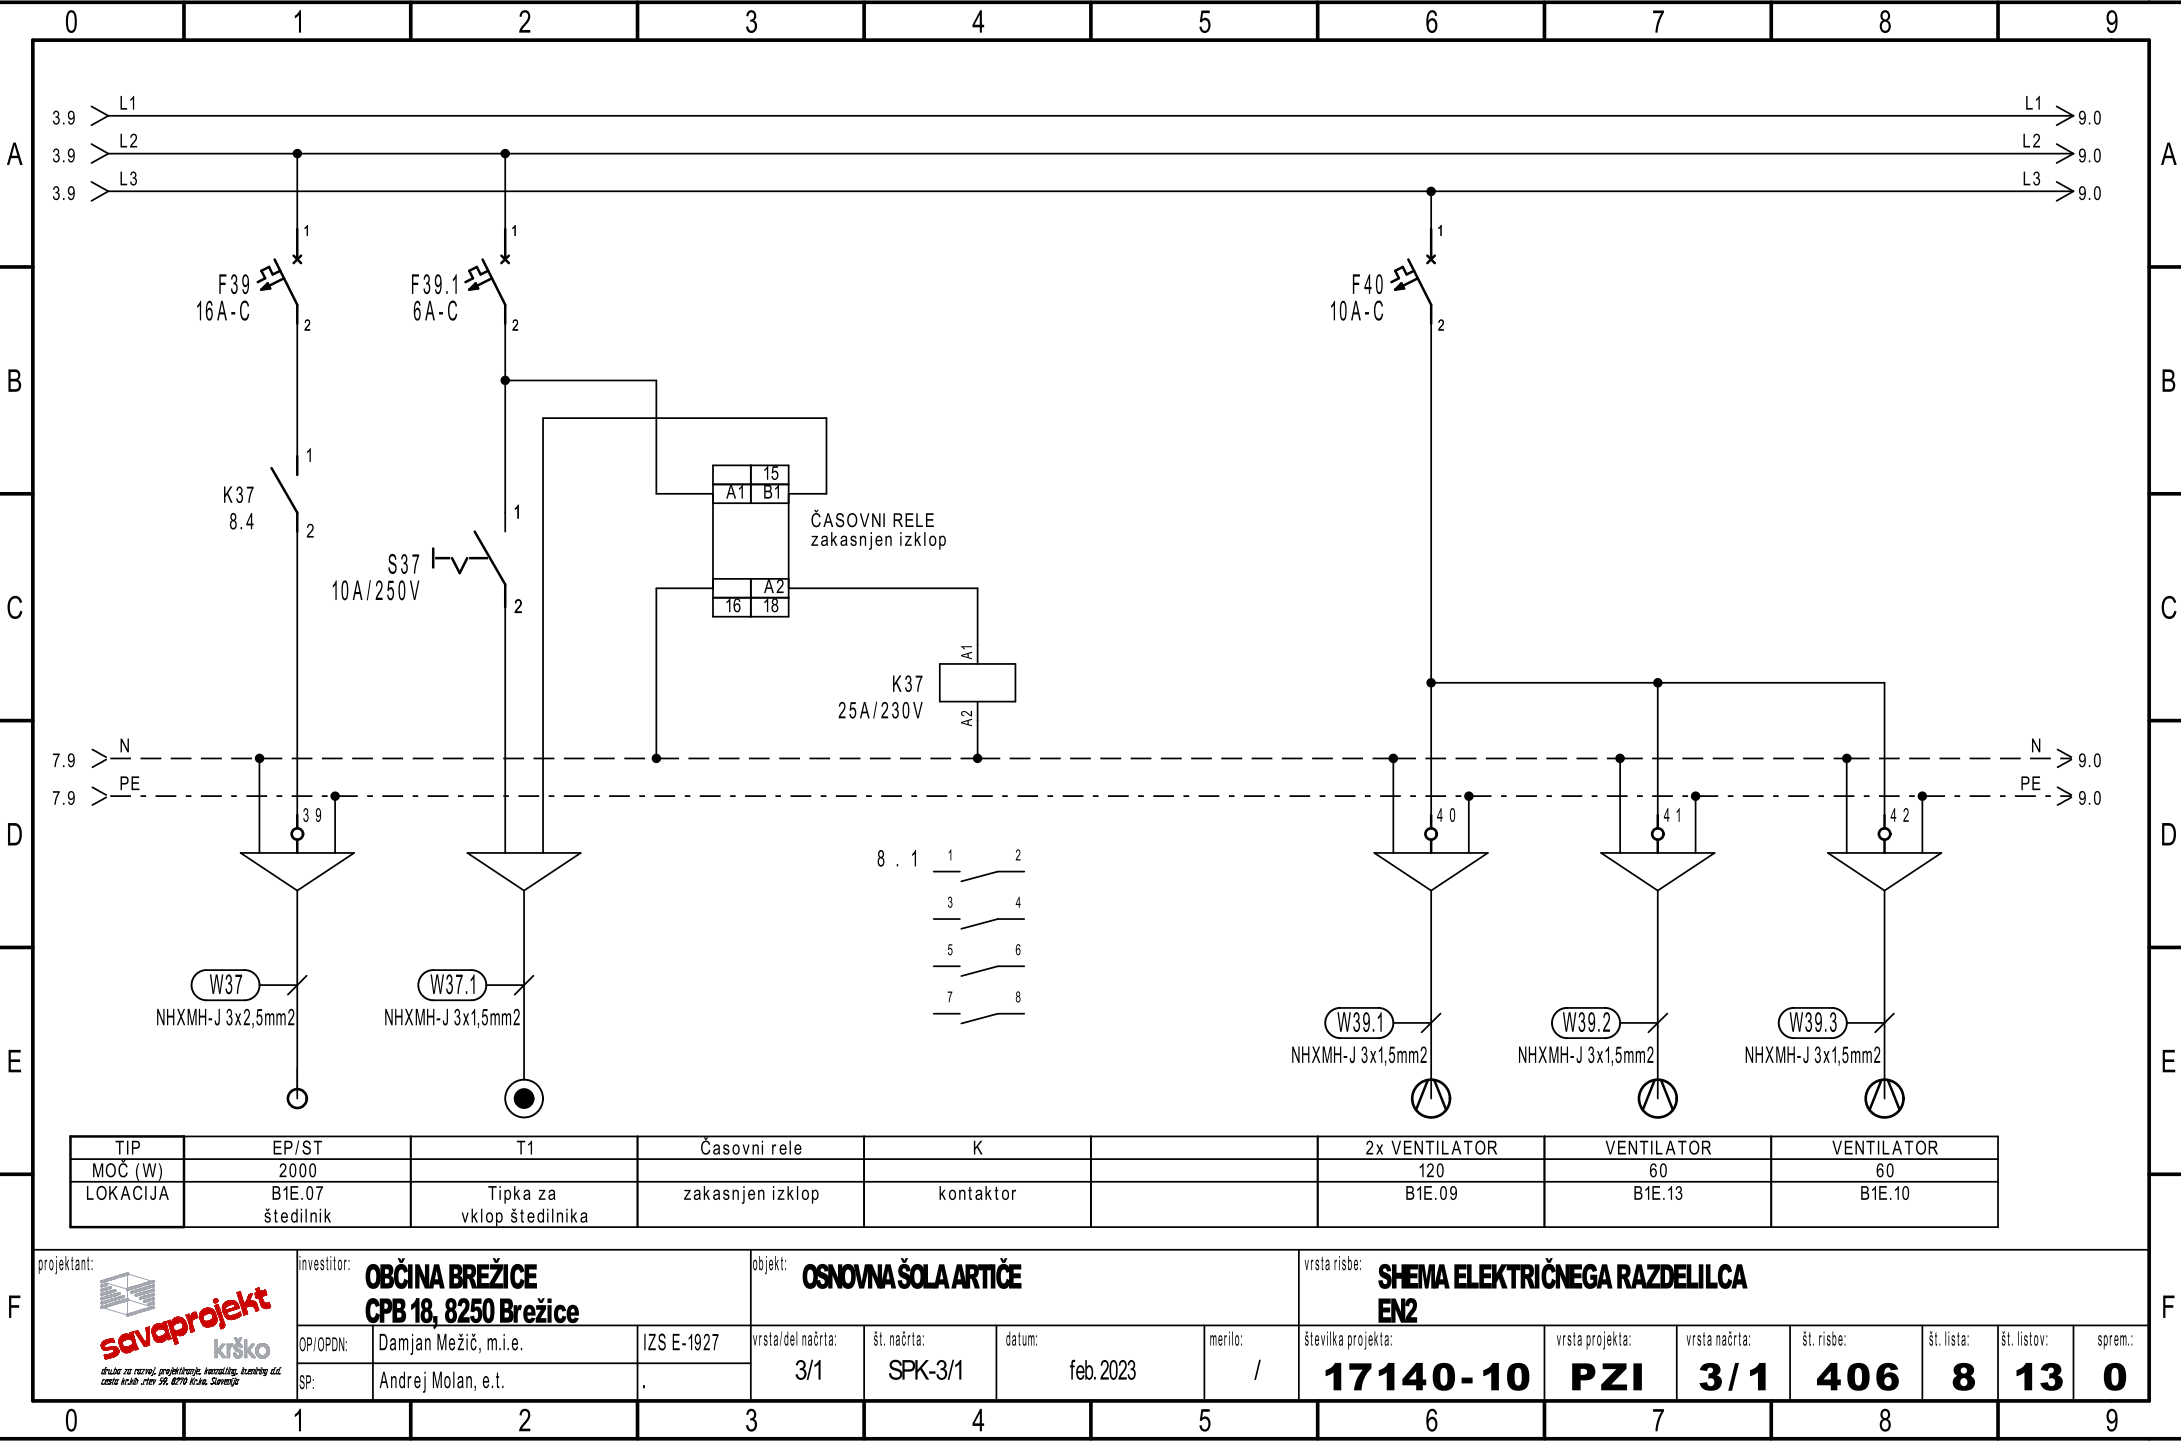 0 1 2 3 4 5 6 7 8 9
L1 L1
3.9 9.0
L2 L2
A 3.9 9.0 A
L3 L3
3.9 9.0
1 1 1
F39 F39.1 F40
16A-C 6A-C 10A-C
2 2 2
B B
1
15
K37 A1 B1
8.4 1
2 ČASOVNI RELE
zakasnjen izklop
S37
10A/250V
A2
C 2 16 18 C
A1
K37
25A/230V
A2
N N
7.9 9.0
PE PE
7.9 9.0
39 40 41 42
D D
8.1 1 2
3 4
5 6
7 8
W37 W37.1
NHXMH-J 3x2,5mm2 NHXMH-J 3x1,5mm2
W39.1 W39.2 W39.3
NHXMH-J 3x1,5mm2 NHXMH-J 3x1,5mm2 NHXMH-J 3x1,5mm2
E E
TIP EP/ST T1 Časovni rele K 2x VENTILATOR VENTILATOR VENTILATOR
MOČ (W) 2000 120 60 60
LOKACIJA B1E.07 Tipka za zakasnjen izklop kontaktor B1E.09 B1E.13 B1E.10
štedilnik vklop štedilnika
projektant: investitor: OBČINA BREŽICE objekt: OSNOVNA ŠOLA ARTIČE vrsta risbe: SHEMA ELEKTRIČNEGA RAZDELILCA
CPB 18, 8250 Brežice EN2
F F
savaprojekt
krško
OP/OPDN: Damjan Mežič, m.i.e. IZS E-1927 vrsta/del načrta: št. načrta: datum: merilo: številka projekta: vrsta projekta: vrsta načrta: št. risbe: št. lista: št. listov: sprem.:
3/1 SPK-3/1 feb. 2023 / 17140-10 PZI 3/1 406 8 13 0
SP: Andrej Molan, e.t. .
0 1 2 3 4 5 6 7 8 9